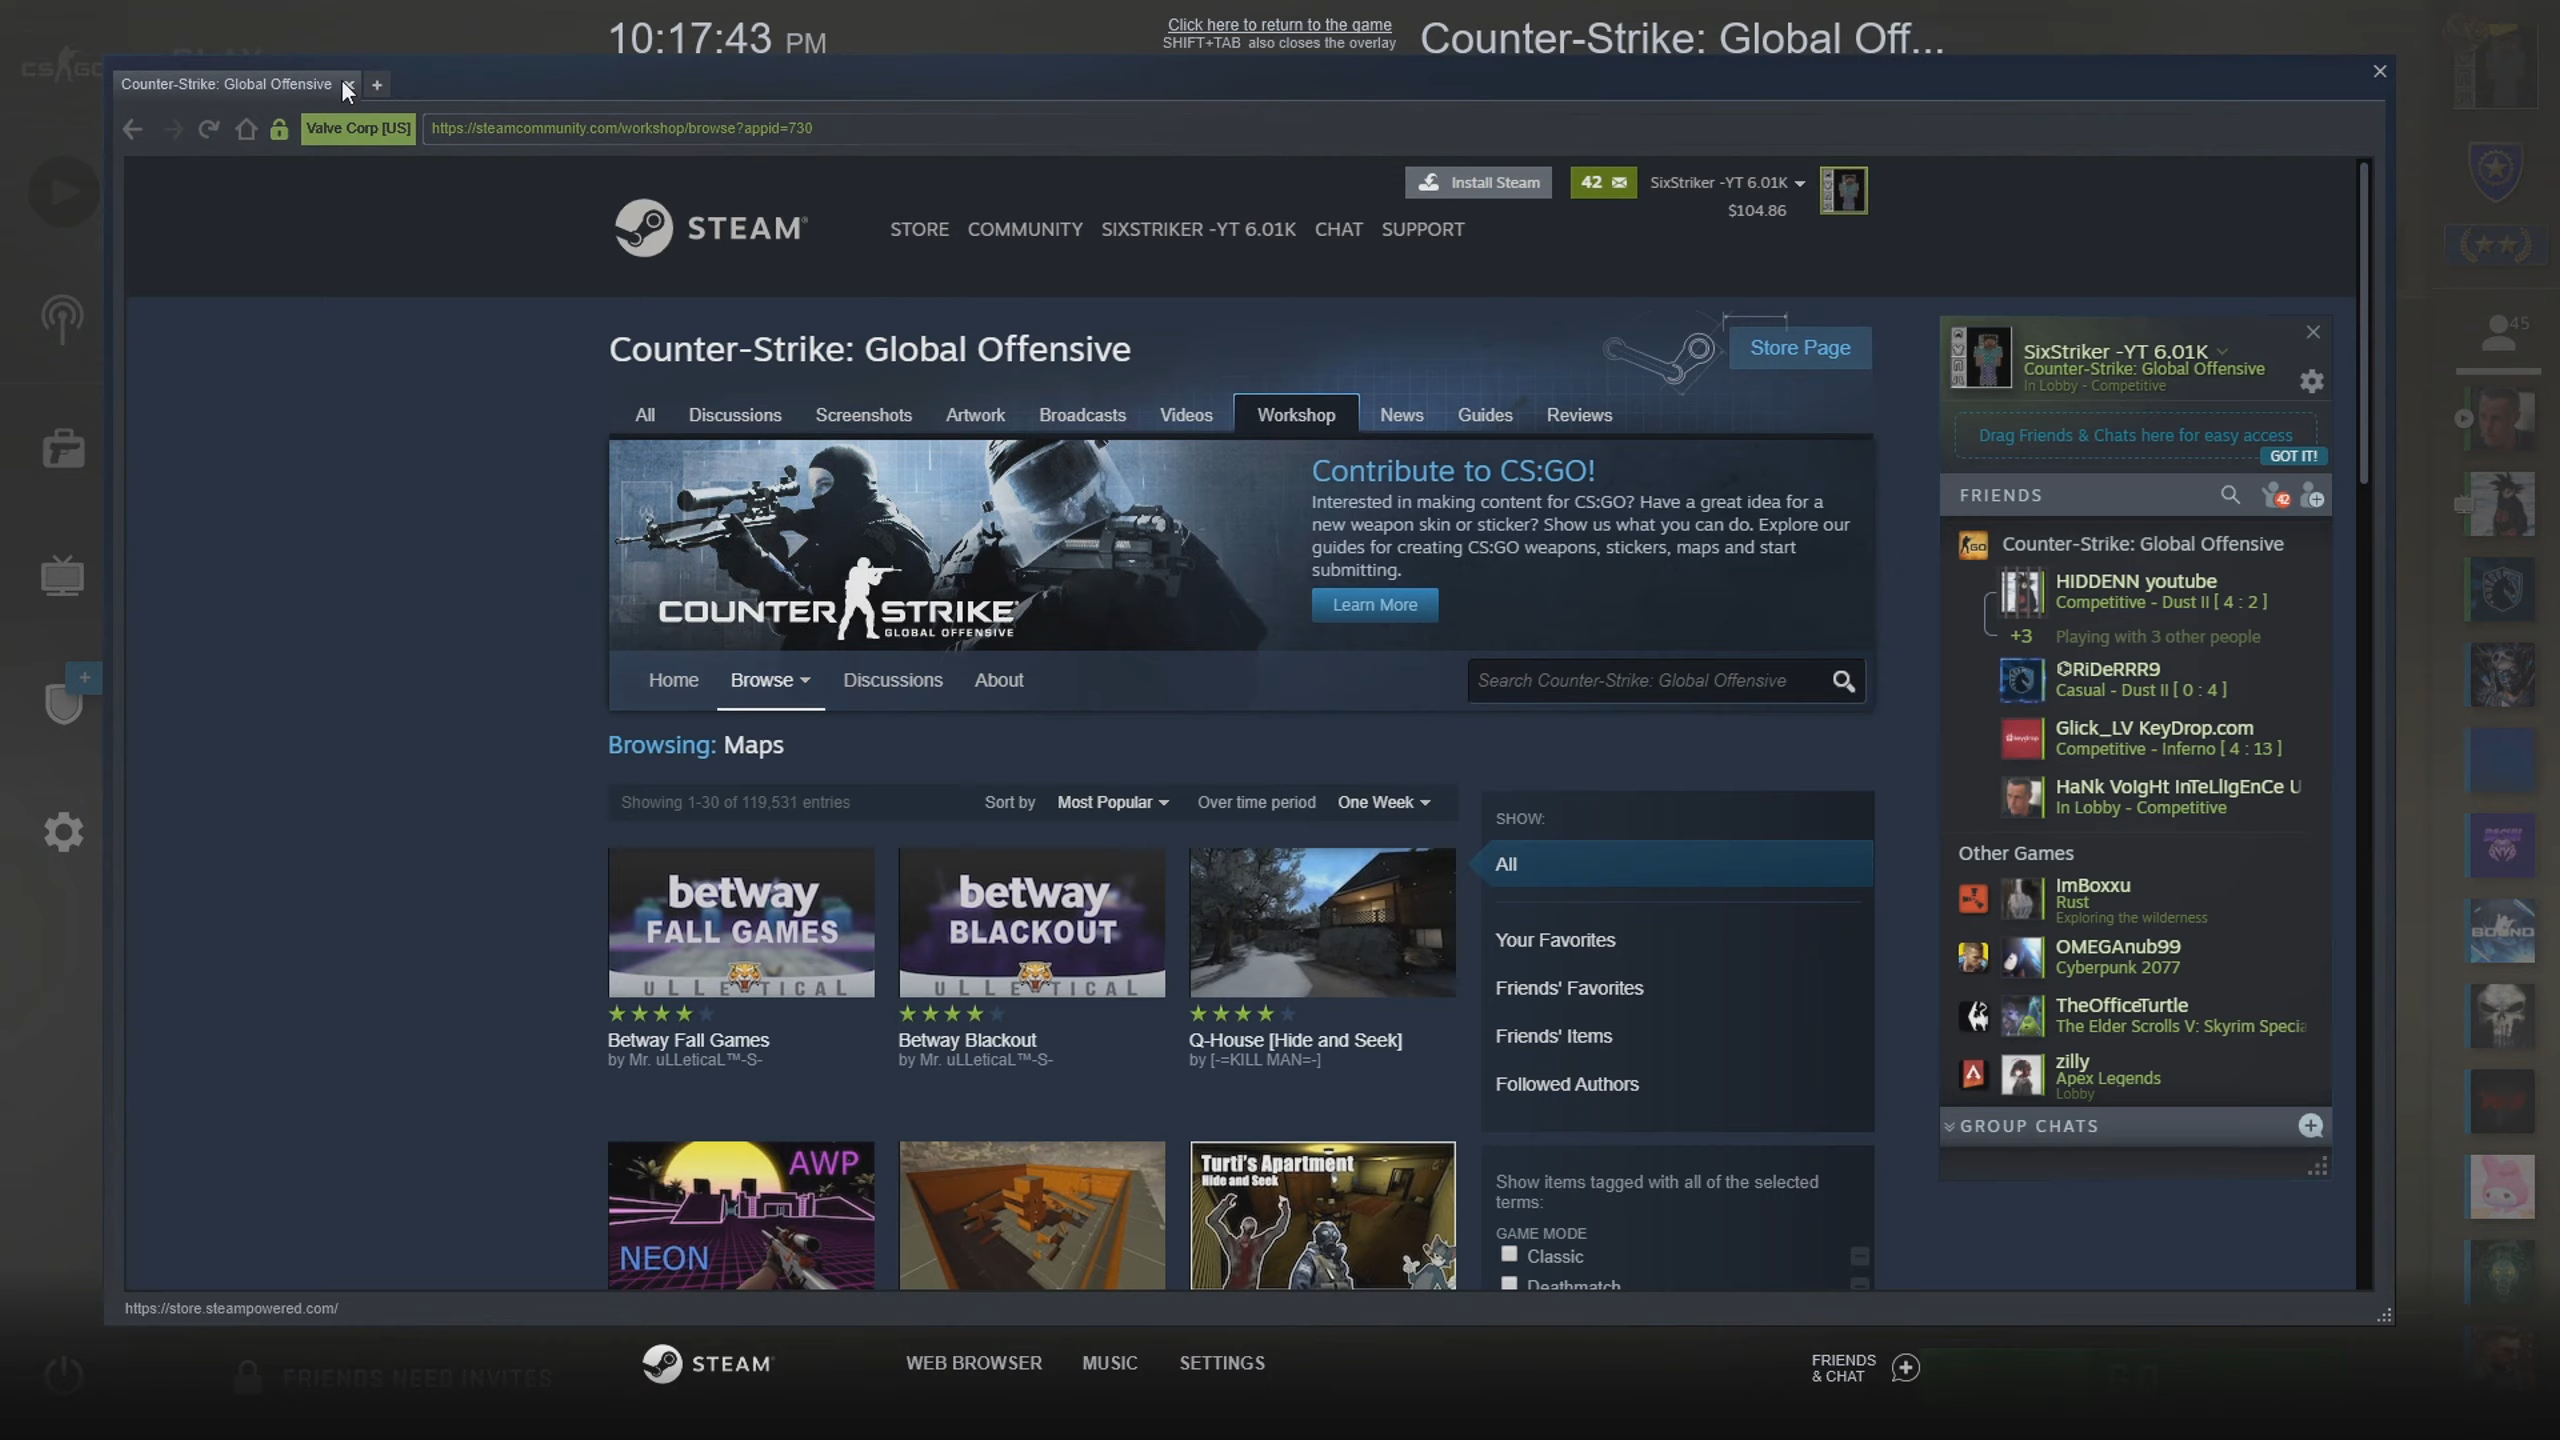 10:17:43 PM
Click here to return to the game
SHIFT+TAB also closes the overlay
Counter-Strike: Global Off...
Counter-Strike: Global Offensive
Valve Corp [US]
https://steamcommunity.com/workshop/browse?appid=730
Install Steam
42
SixStriker -YT 6.01K
$104.86
STEAM
STORE COMMUNITY SIXSTRIKER -YT 6.01K CHAT SUPPORT
Counter-Strike: Global Offensive
Store Page
All Discussions Screenshots Artwork Broadcasts Videos Workshop News Guides Reviews
COUNTER STRIKE
GLOBAL OFFENSIVE
Contribute to CS:GO!
Interested in making content for CS:GO? Have a great idea for a
new weapon skin or sticker? Show us what you can do. Explore our
guides for creating CS:GO weapons, stickers, maps and start
submitting.
Learn More
Home Browse Discussions About
Search Counter-Strike: Global Offensive
Browsing: Maps
Showing 1-30 of 119,531 entries
Sort by Most Popular Over time period One Week
betway
FALL GAMES
ULLETICAL
Betway Fall Games
by Mr. uLLeticaL™-S-
betway
BLACKOUT
ULLETICAL
Betway Blackout
by Mr. uLLeticaL™-S-
Q-House [Hide and Seek]
by [-=KILL MAN=-]
AWP
NEON
Turti's Apartment
Hide and Seek
SHOW:
All
Your Favorites
Friends' Favorites
Friends' Items
Followed Authors
Show items tagged with all of the selected
terms:
GAME MODE
Classic
Deathmatch
SixStriker -YT 6.01K
Counter-Strike: Global Offensive
In Lobby - Competitive
Drag Friends & Chats here for easy access
GOT IT!
FRIENDS
42
Counter-Strike: Global Offensive
HIDDENN youtube
Competitive - Dust II [ 4 : 2 ]
+3 Playing with 3 other people
⌬RiDeRRR9
Casual - Dust II [ 0 : 4 ]
Glick_LV KeyDrop.com
Competitive - Inferno [ 4 : 13 ]
HaNk VoIgHt InTeLlIgEnCe U
In Lobby - Competitive
Other Games
ImBoxxu
Rust
Exploring the wilderness
OMEGAnub99
Cyberpunk 2077
TheOfficeTurtle
The Elder Scrolls V: Skyrim Specia
zilly
Apex Legends
Lobby
GROUP CHATS
https://store.steampowered.com/
FRIENDS NEED INVITES
STEAM
WEB BROWSER MUSIC SETTINGS
FRIENDS
& CHAT
CS GO
PLAY
45
BOUND
GO